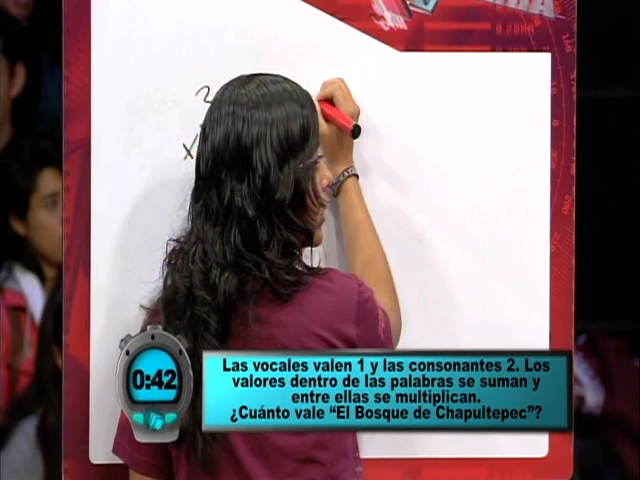 2
x
0:42
Las vocales valen 1 y las consonantes 2. Los
valores dentro de las palabras se suman y
entre ellas se multiplican.
¿Cuánto vale “El Bosque de Chapultepec”?